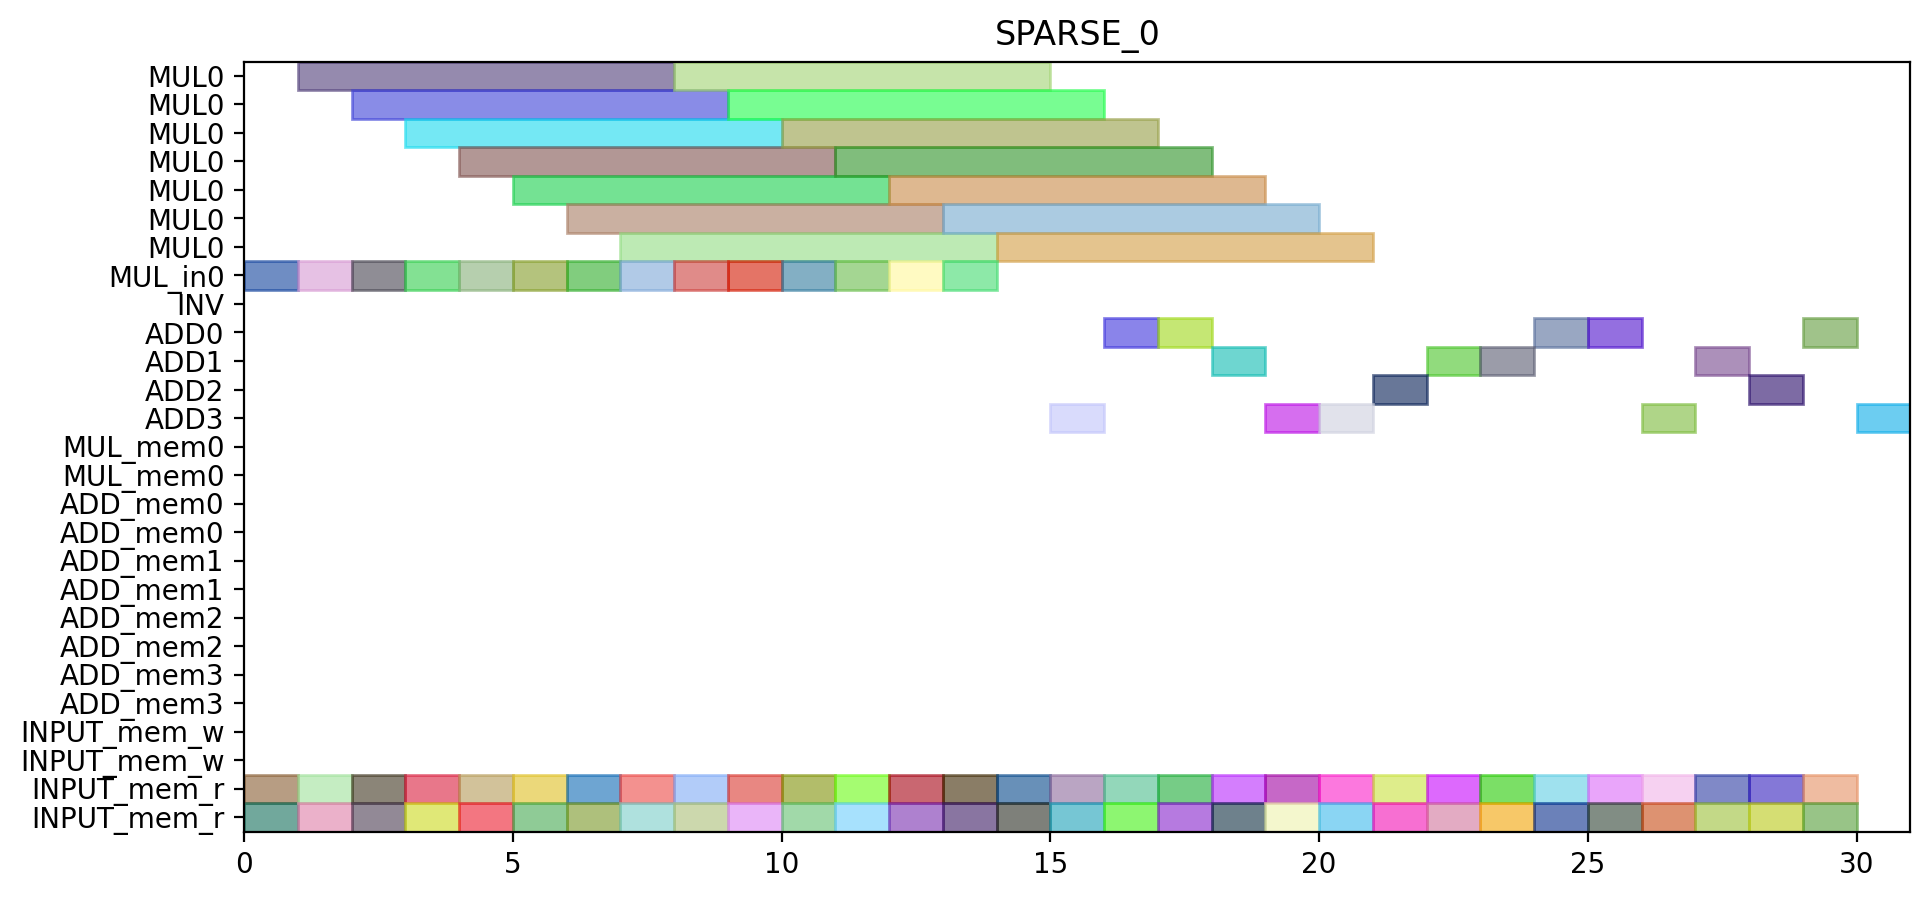 SPARSE_0
MUL0
MUL0
MUL0
MUL0
MUL0
MUL0
MUL0
MUL_in0
INV
ADD0
ADD1
ADD2
ADD3
MUL_mem0
MUL_mem0
ADD_mem0
ADD_mem0
ADD_mem1
ADD_mem1
ADD_mem2
ADD_mem2
ADD_mem3
ADD_mem3
INPUT_mem_w
INPUT_mem_w
INPUT_mem_r
INPUT_mem_r
0 5 10 15 20 25 30